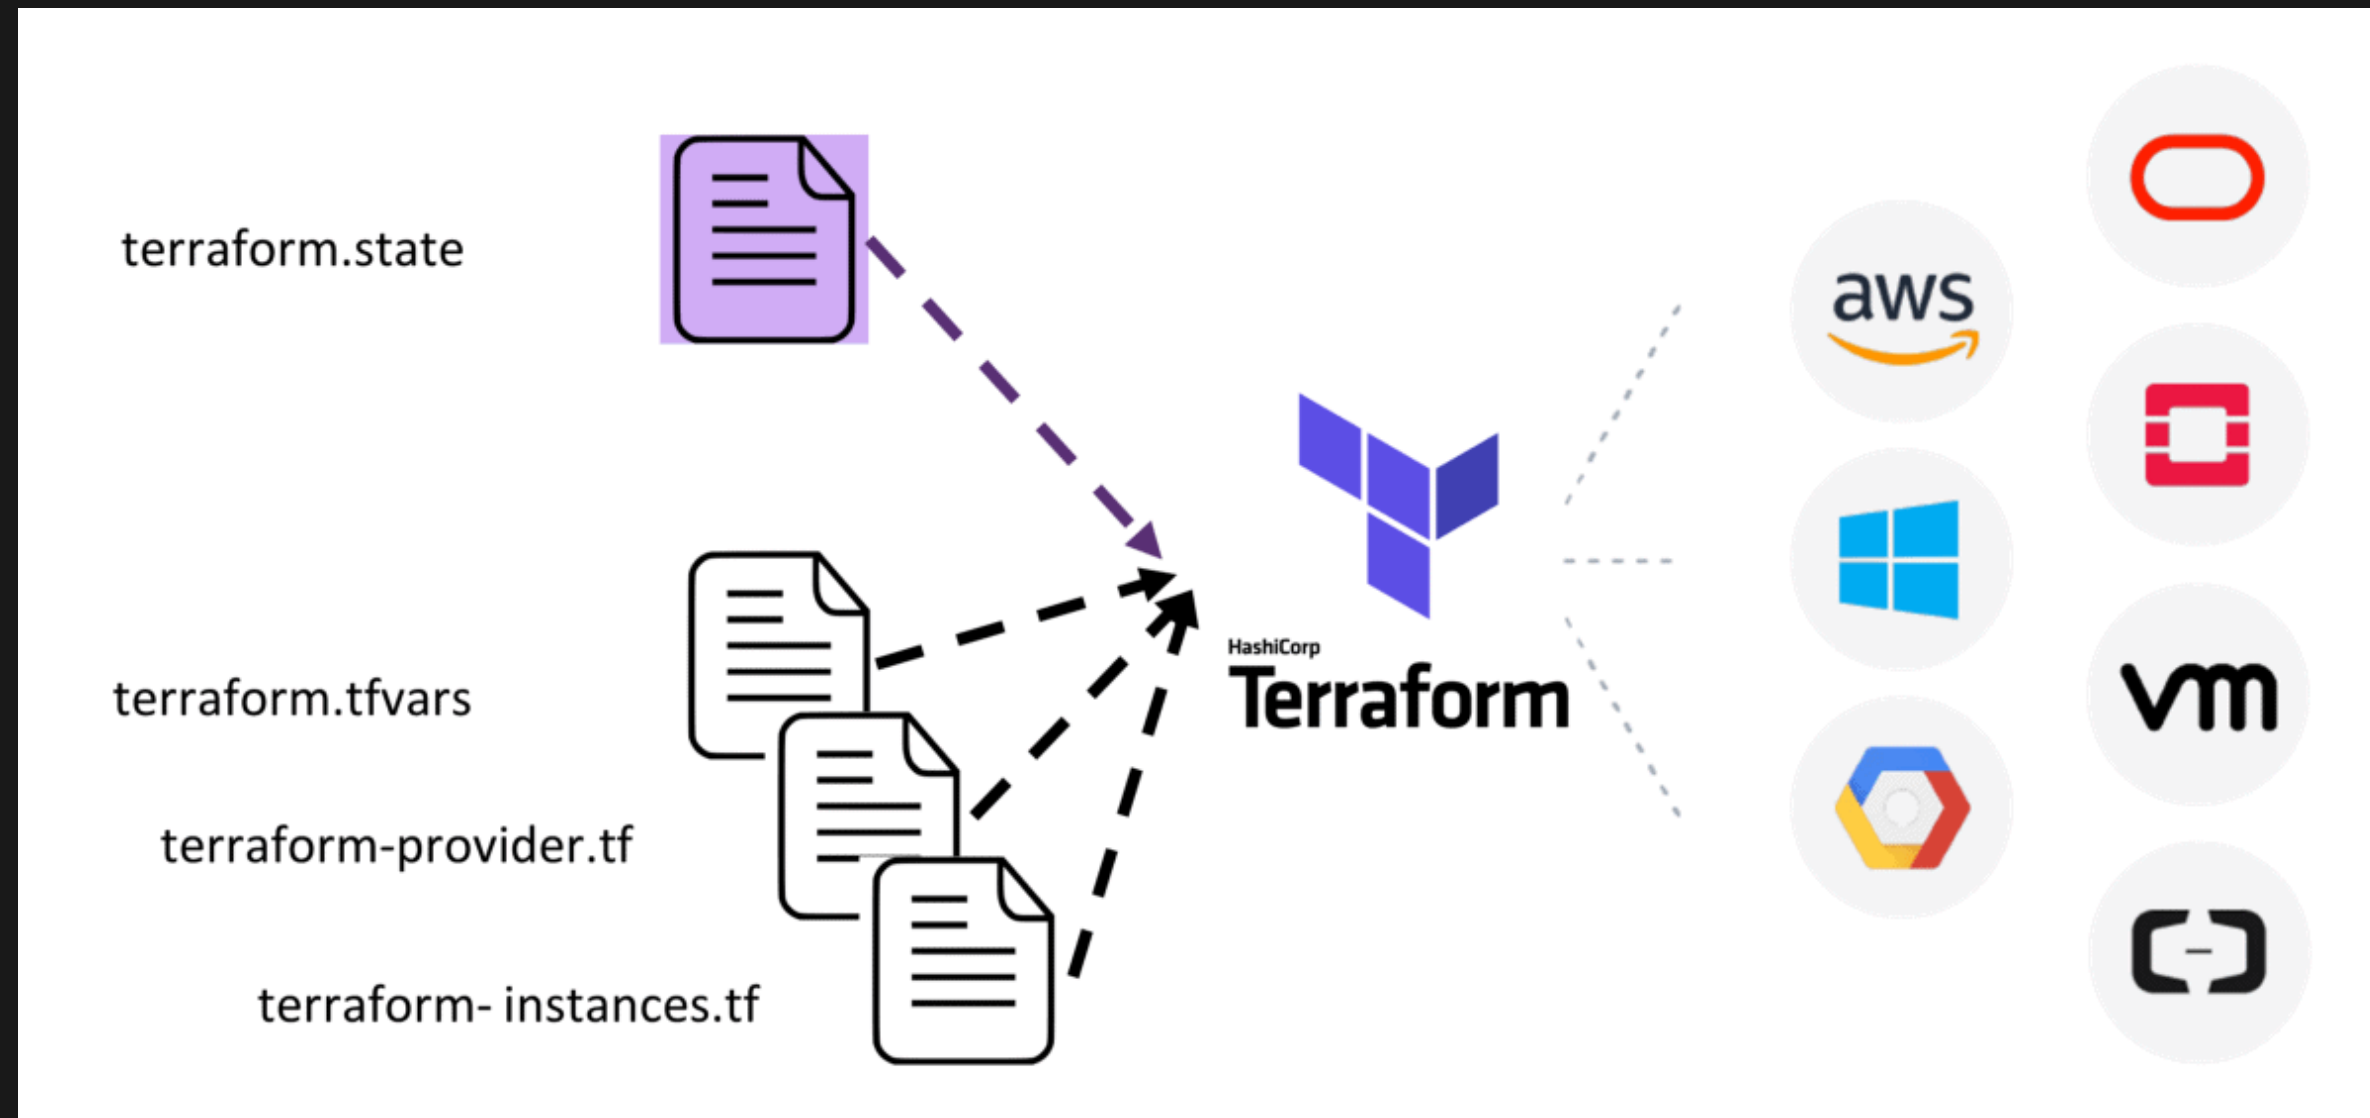 terraform.state
terraform.tfvars
terraform-provider.tf
terraform- instances.tf
HashiCorp
Terraform
aws
vm